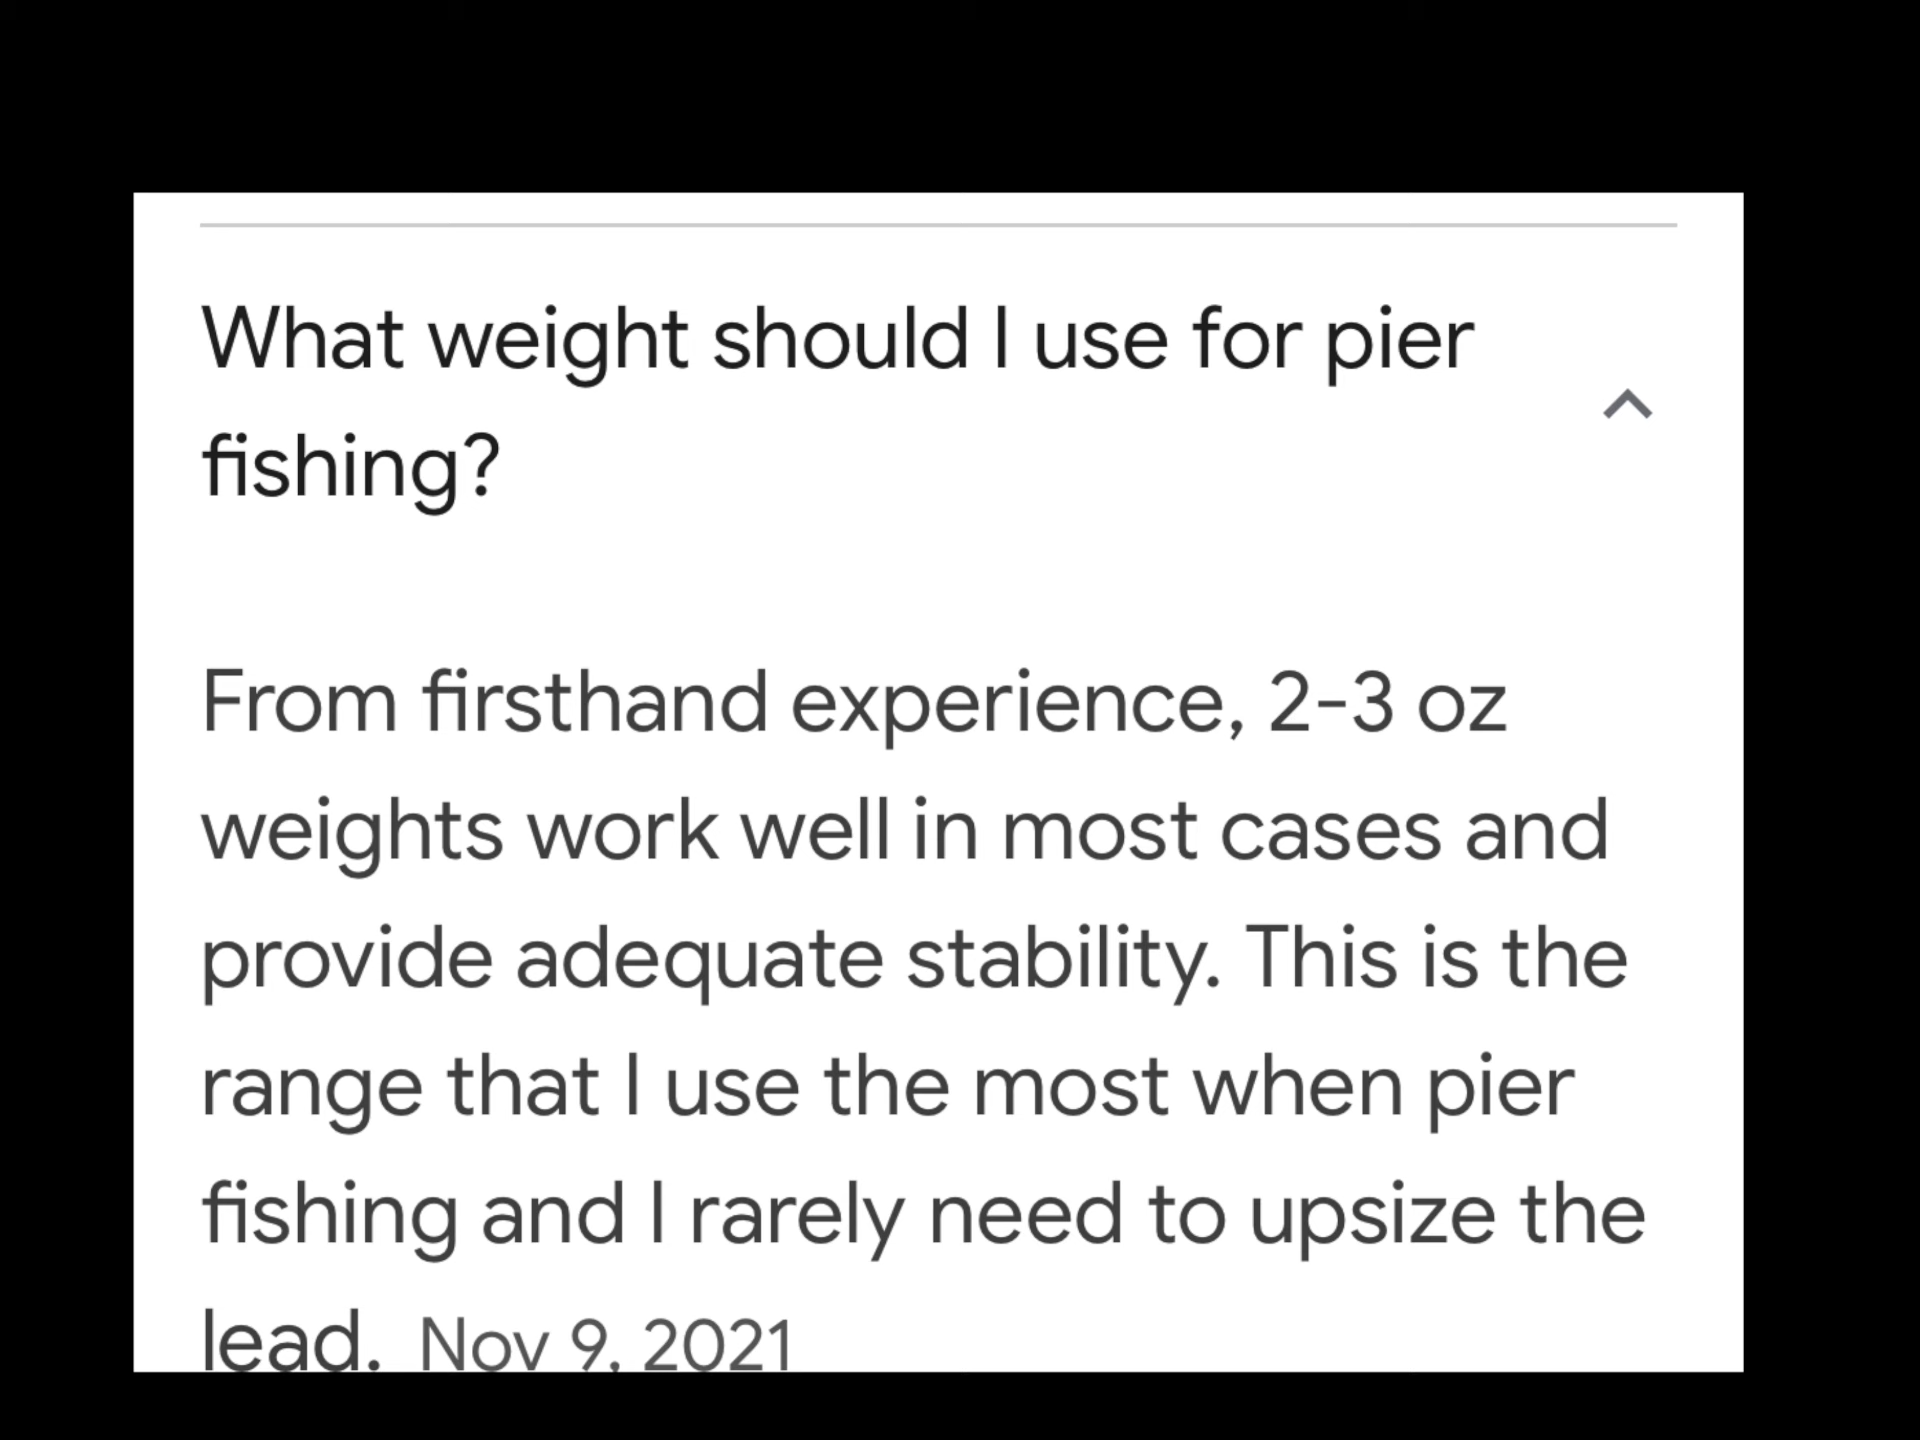 What weight should I use for pier
fishing?
From firsthand experience, 2-3 oz
weights work well in most cases and
provide adequate stability. This is the
range that I use the most when pier
fishing and I rarely need to upsize the
lead. Nov 9, 2021